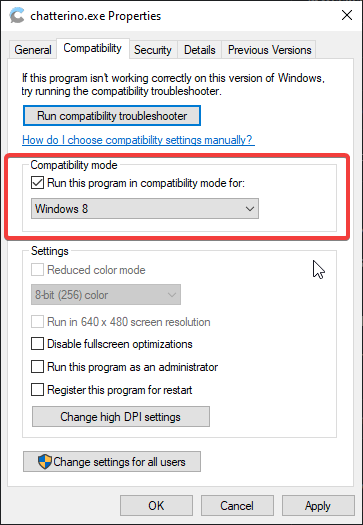 chatterino.exe Properties
General Compatibility Security Details Previous Versions
If this program isn't working correctly on this version of Windows,
try running the compatibility troubleshooter.
Run compatibility troubleshooter
How do I choose compatibility settings manually?
Compatibility mode
Run this program in compatibility mode for:
Windows 8
Settings
Reduced color mode
8-bit (256) color
Run in 640 x 480 screen resolution
Disable fullscreen optimizations
Run this program as an administrator
Register this program for restart
Change high DPI settings
Change settings for all users
OK Cancel Apply